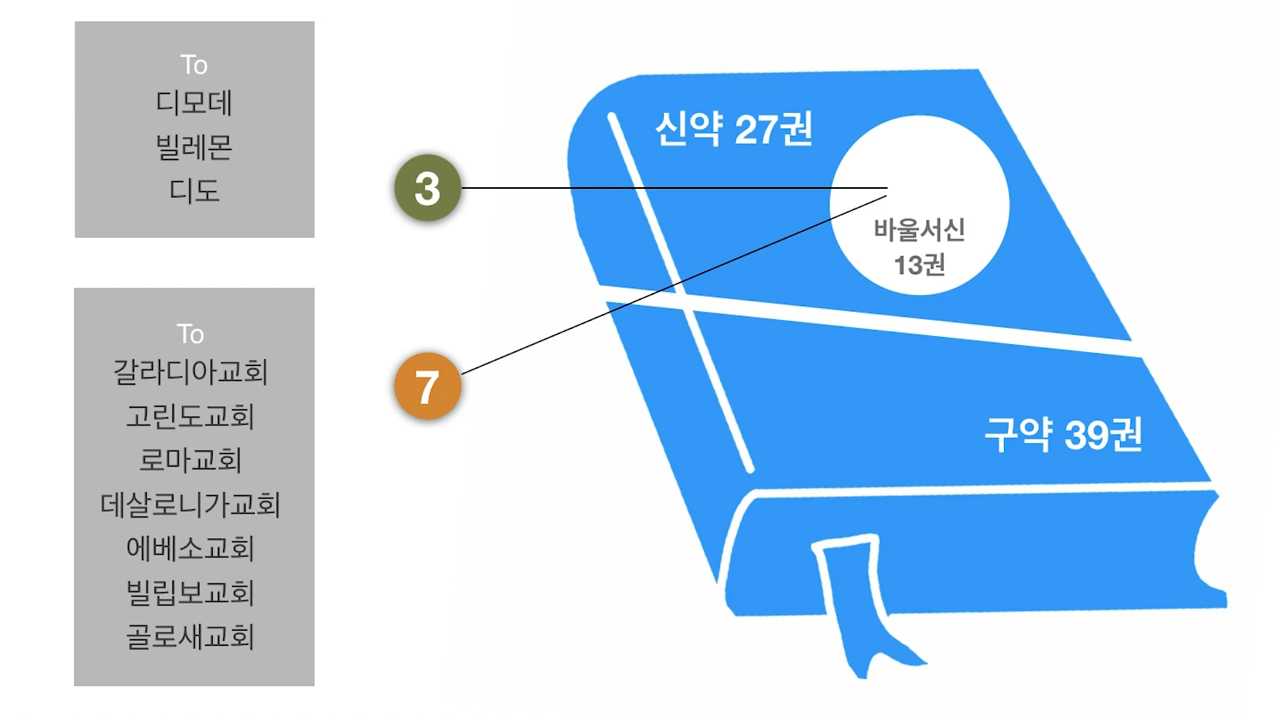 To
디모데
빌레몬
디도
3
To
갈라디아교회
고린도교회
로마교회
데살로니가교회
에베소교회
빌립보교회
골로새교회
7
신약 27권
바울서신
13권
구약 39권